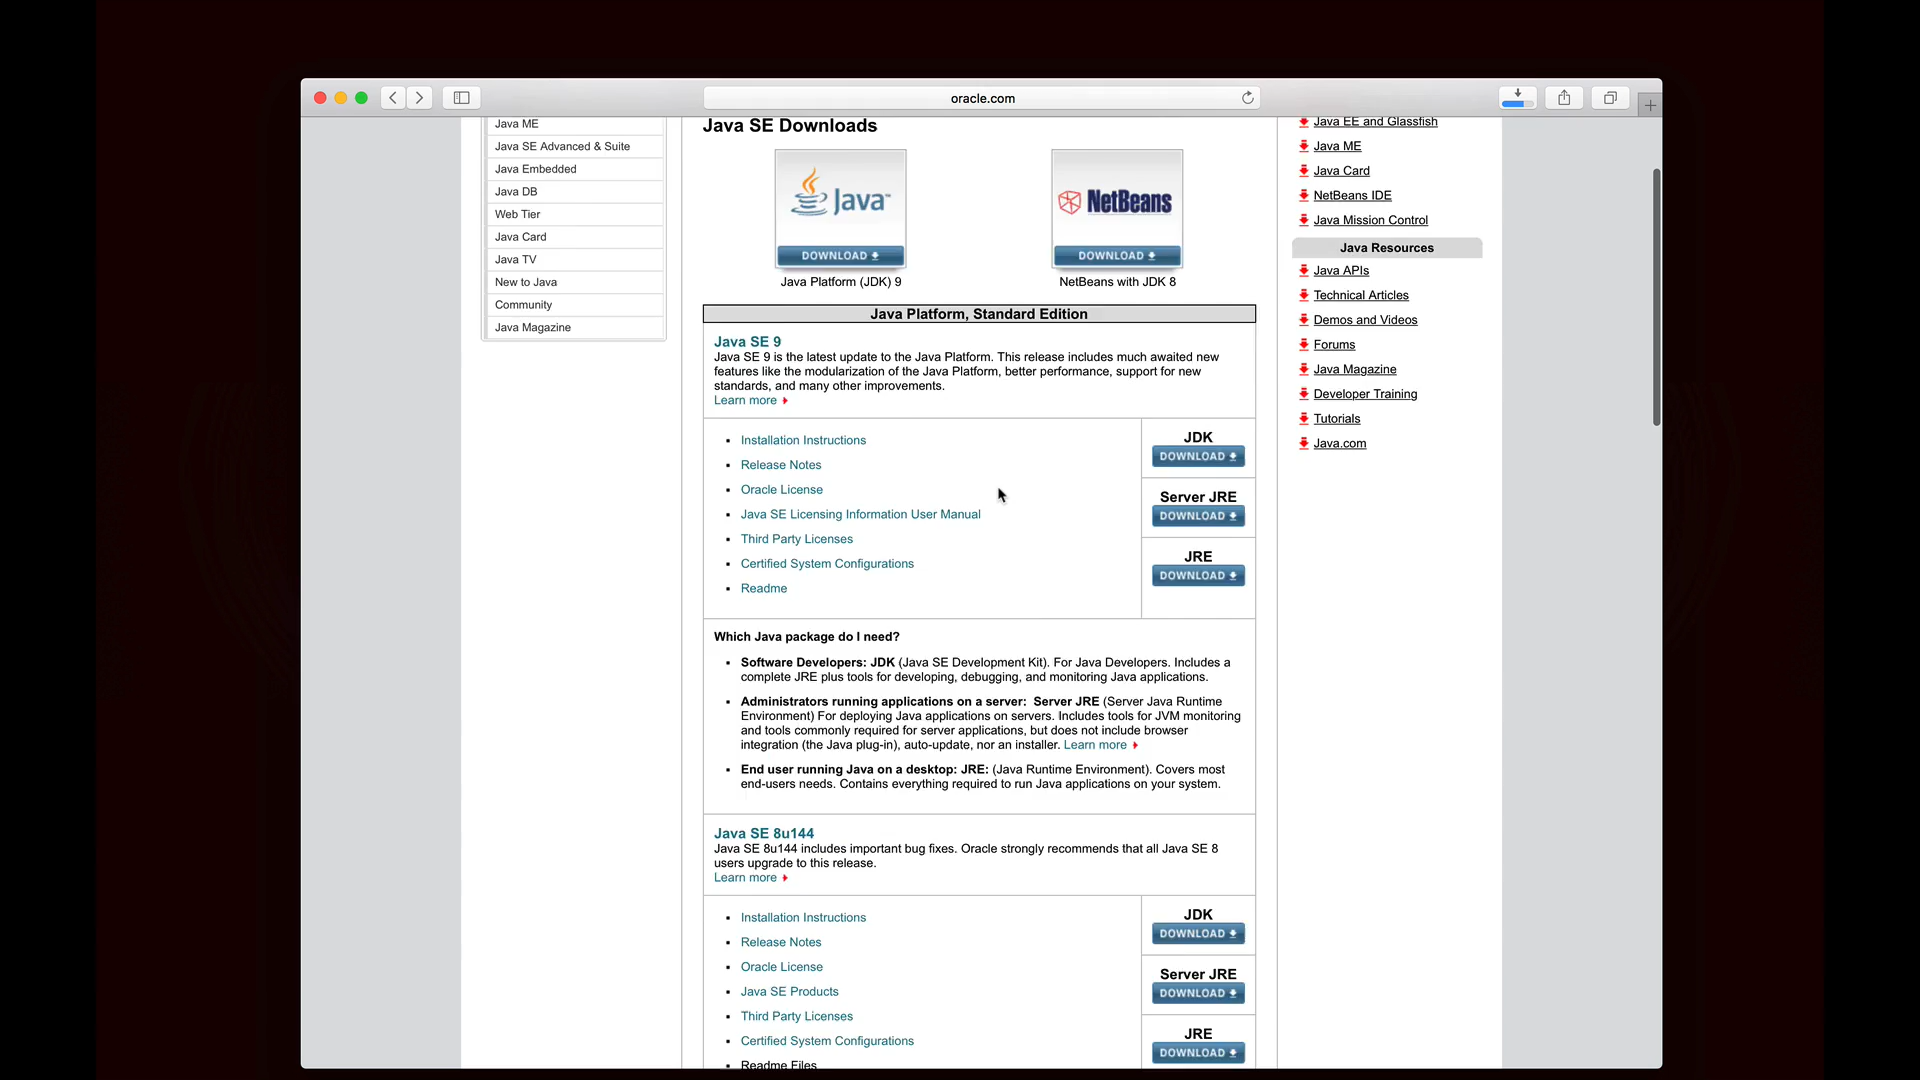 oracle.com
Java ME
Java SE Advanced & Suite
Java Embedded
Java DB
Web Tier
Java Card
Java TV
New to Java
Community
Java Magazine
Java SE Downloads
Java™
DOWNLOAD
Java Platform (JDK) 9
NetBeans
DOWNLOAD
NetBeans with JDK 8
Java Platform, Standard Edition
Java SE 9
Java SE 9 is the latest update to the Java Platform. This release includes much awaited new
features like the modularization of the Java Platform, better performance, support for new
standards, and many other improvements.
Learn more
Installation Instructions
Release Notes
Oracle License
Java SE Licensing Information User Manual
Third Party Licenses
Certified System Configurations
Readme
JDK
DOWNLOAD
Server JRE
DOWNLOAD
JRE
DOWNLOAD
Which Java package do I need?
Software Developers: JDK (Java SE Development Kit). For Java Developers. Includes a
complete JRE plus tools for developing, debugging, and monitoring Java applications.
Administrators running applications on a server: Server JRE (Server Java Runtime
Environment) For deploying Java applications on servers. Includes tools for JVM monitoring
and tools commonly required for server applications, but does not include browser
integration (the Java plug-in), auto-update, nor an installer. Learn more
End user running Java on a desktop: JRE: (Java Runtime Environment). Covers most
end-users needs. Contains everything required to run Java applications on your system.
Java SE 8u144
Java SE 8u144 includes important bug fixes. Oracle strongly recommends that all Java SE 8
users upgrade to this release.
Learn more
Installation Instructions
Release Notes
Oracle License
Java SE Products
Third Party Licenses
Certified System Configurations
Readme Files
JDK
DOWNLOAD
Server JRE
DOWNLOAD
JRE
DOWNLOAD
Java EE and Glassfish
Java ME
Java Card
NetBeans IDE
Java Mission Control
Java Resources
Java APIs
Technical Articles
Demos and Videos
Forums
Java Magazine
Developer Training
Tutorials
Java.com